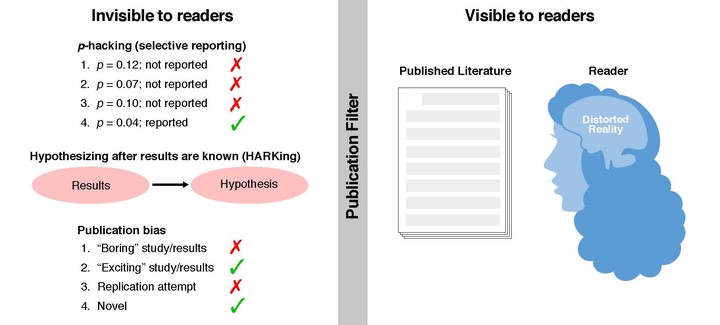 Invisible to readers
p-hacking (selective reporting)
1. p = 0.12; not reported ✗
2. p = 0.07; not reported ✗
3. p = 0.10; not reported ✗
4. p = 0.04; reported ✓
Hypothesizing after results are known (HARKing)
Results
Hypothesis
Publication bias
1. “Boring” study/results ✗
2. “Exciting” study/results ✓
3. Replication attempt ✗
4. Novel ✓
Publication Filter
Visible to readers
Published Literature
Reader
Distorted
Reality